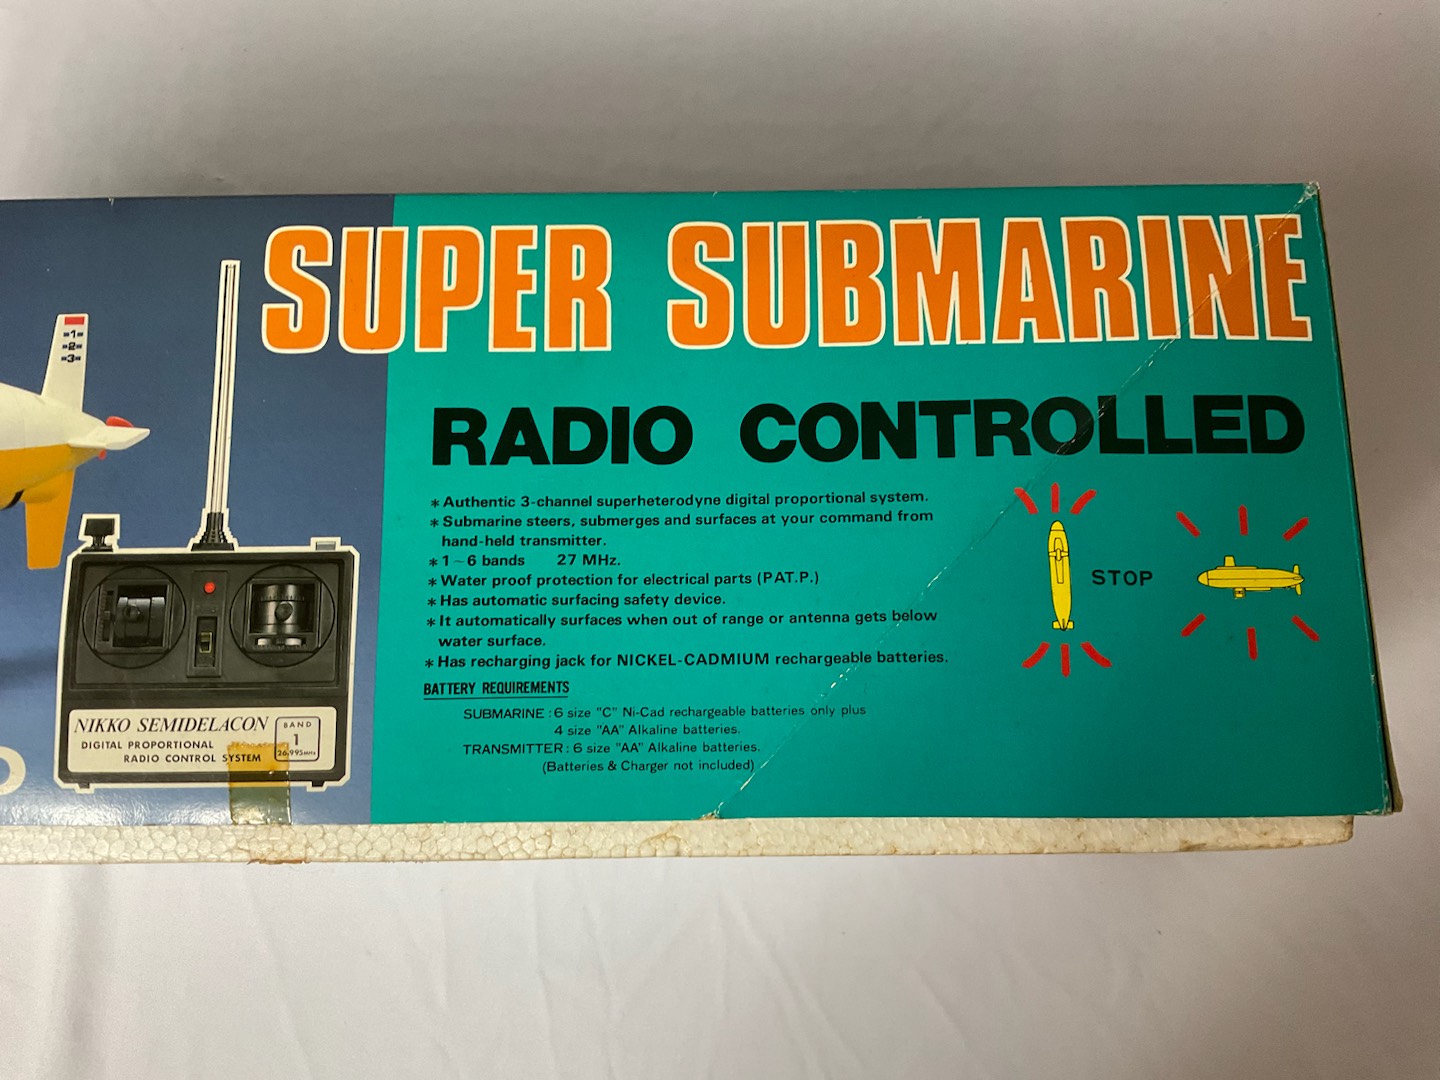 SUPER SUBMARINE
RADIO CONTROLLED
* Authentic 3-channel superheterodyne digital proportional system.
* Submarine steers, submerges and surfaces at your command from
hand-held transmitter.
* 1~6 bands 27 MHz.
* Water proof protection for electrical parts (PAT.P.)
* Has automatic surfacing safety device.
* It automatically surfaces when out of range or antenna gets below
water surface.
* Has recharging jack for NICKEL-CADMIUM rechargeable batteries.
BATTERY REQUIREMENTS
SUBMARINE : 6 size "C" Ni-Cad rechargeable batteries only plus
4 size "AA" Alkaline batteries.
TRANSMITTER : 6 size "AA" Alkaline batteries.
(Batteries & Charger not included)
STOP
1
2
3
NIKKO SEMIDELACON
DIGITAL PROPORTIONAL
RADIO CONTROL SYSTEM
BAND
1
26.995MHz
O